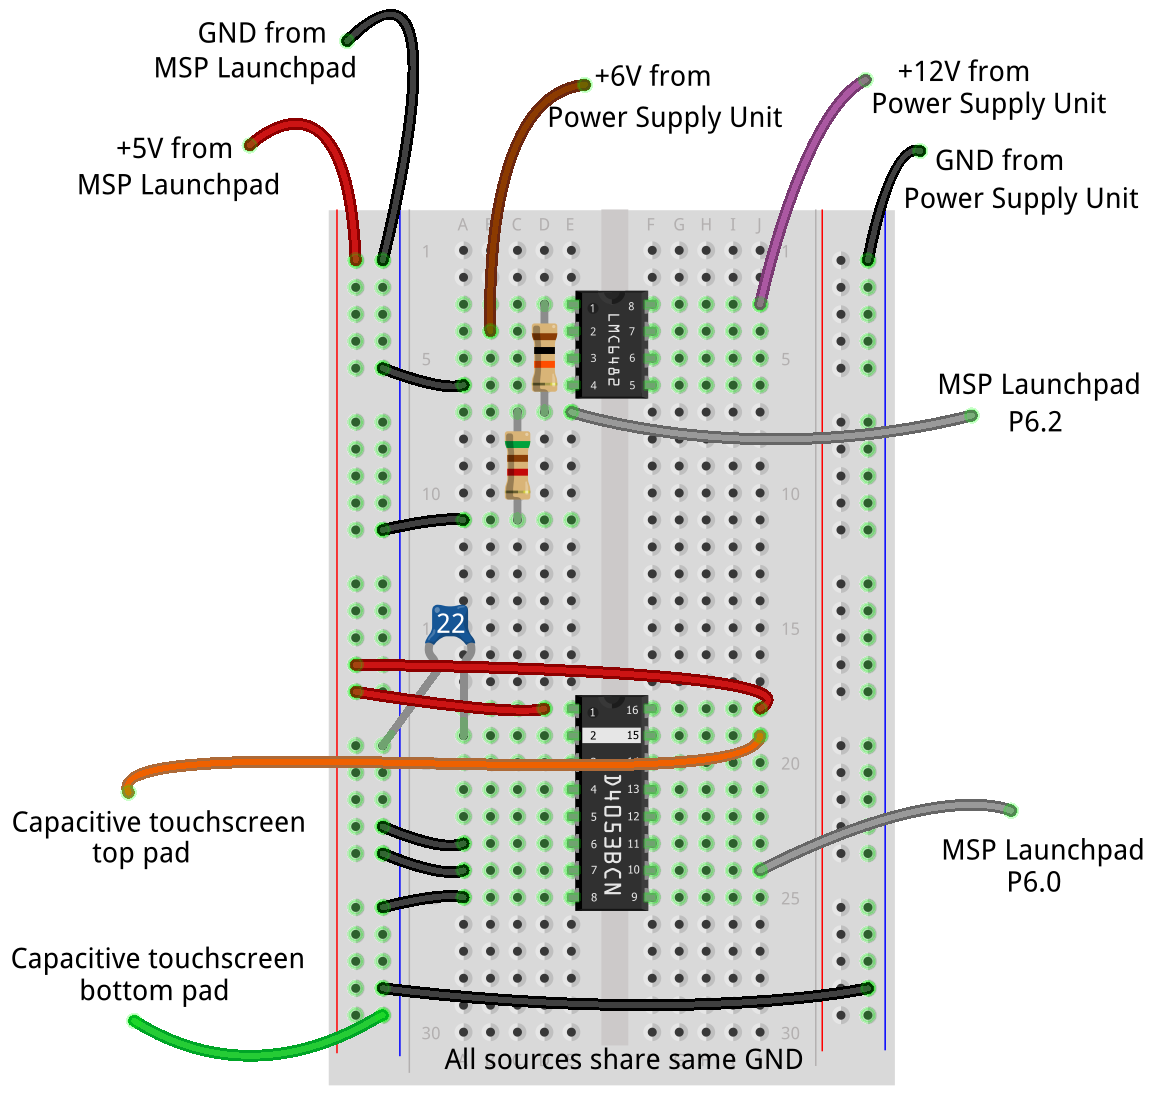 GND from
MSP Launchpad
+5V from
MSP Launchpad
+6V from
Power Supply Unit
+12V from
Power Supply Unit
GND from
Power Supply Unit
A C D E F G H I J
1 1
1 8
2 7
3 6
4 5
LMC6482
5 5
MSP Launchpad
P6.2
10 10
22
15
1 16
2 15
20
4 13
5 12
6 11
7 10
8 9
D4053BCN
Capacitive touchscreen
top pad
MSP Launchpad
P6.0
25
Capacitive touchscreen
bottom pad
30 30
All sources share same GND